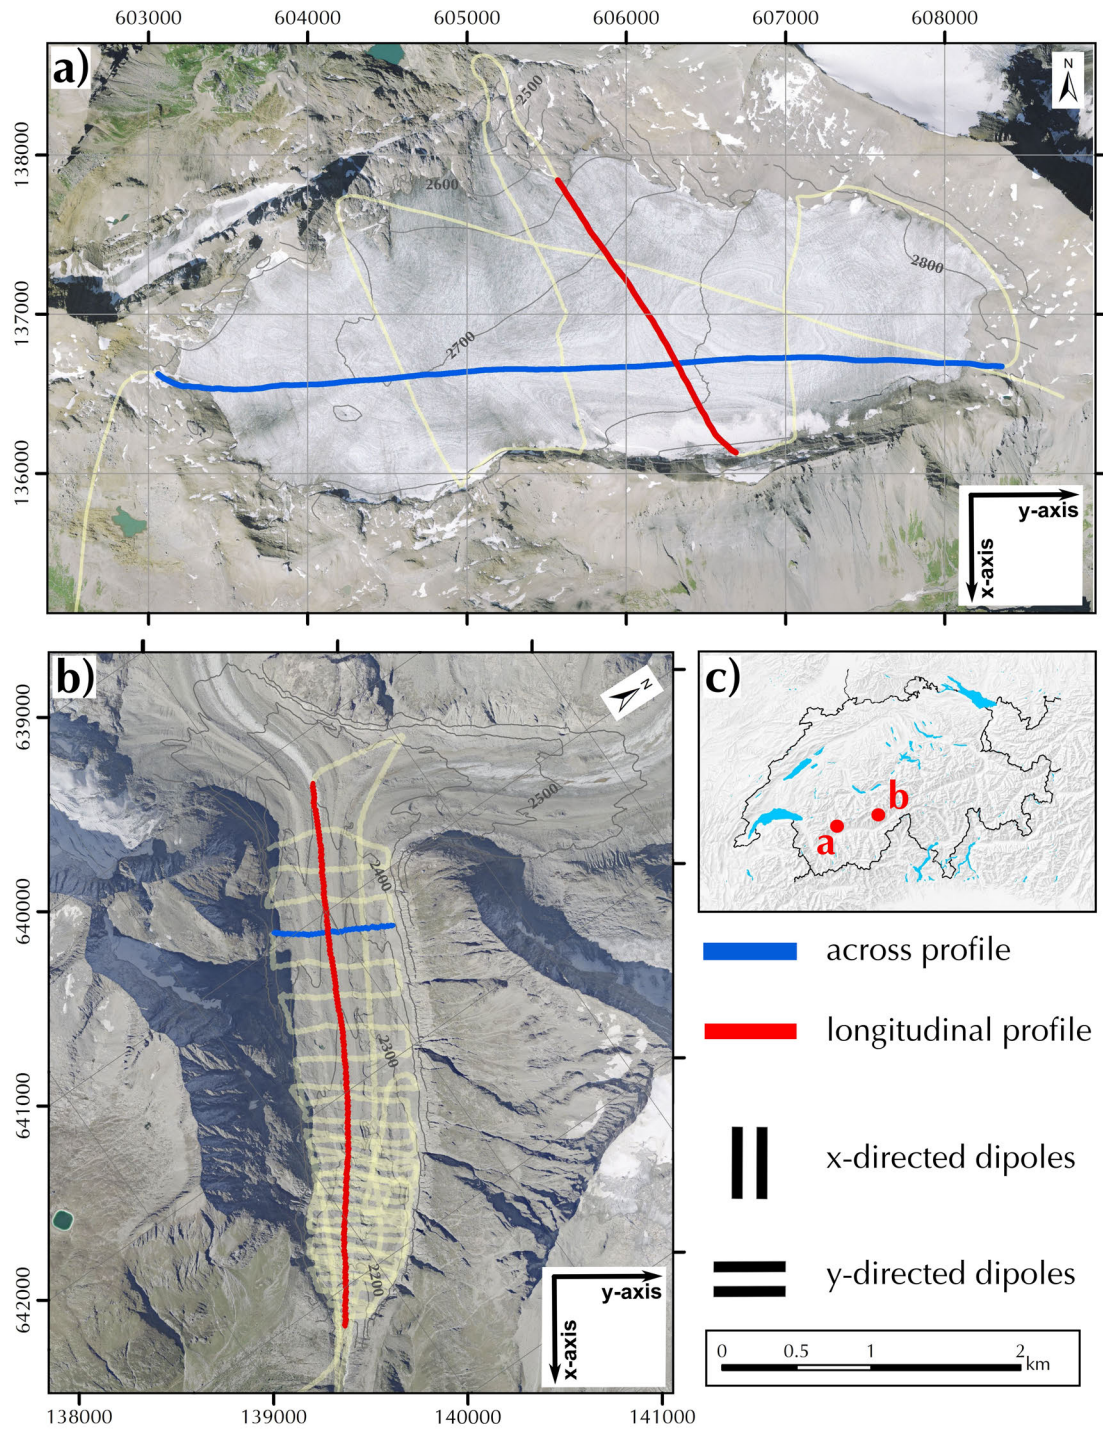 603000 604000 605000 606000 607000 608000
a)
N
2500
138000
2600
2800
137000
2700
136000
y-axis
x-axis
b)
N
639000
2500
2400
640000
2300
641000
2200
642000
y-axis
x-axis
138000 139000 140000 141000
c)
b
a
across profile
longitudinal profile
x-directed dipoles
y-directed dipoles
0 0.5 1 2
km